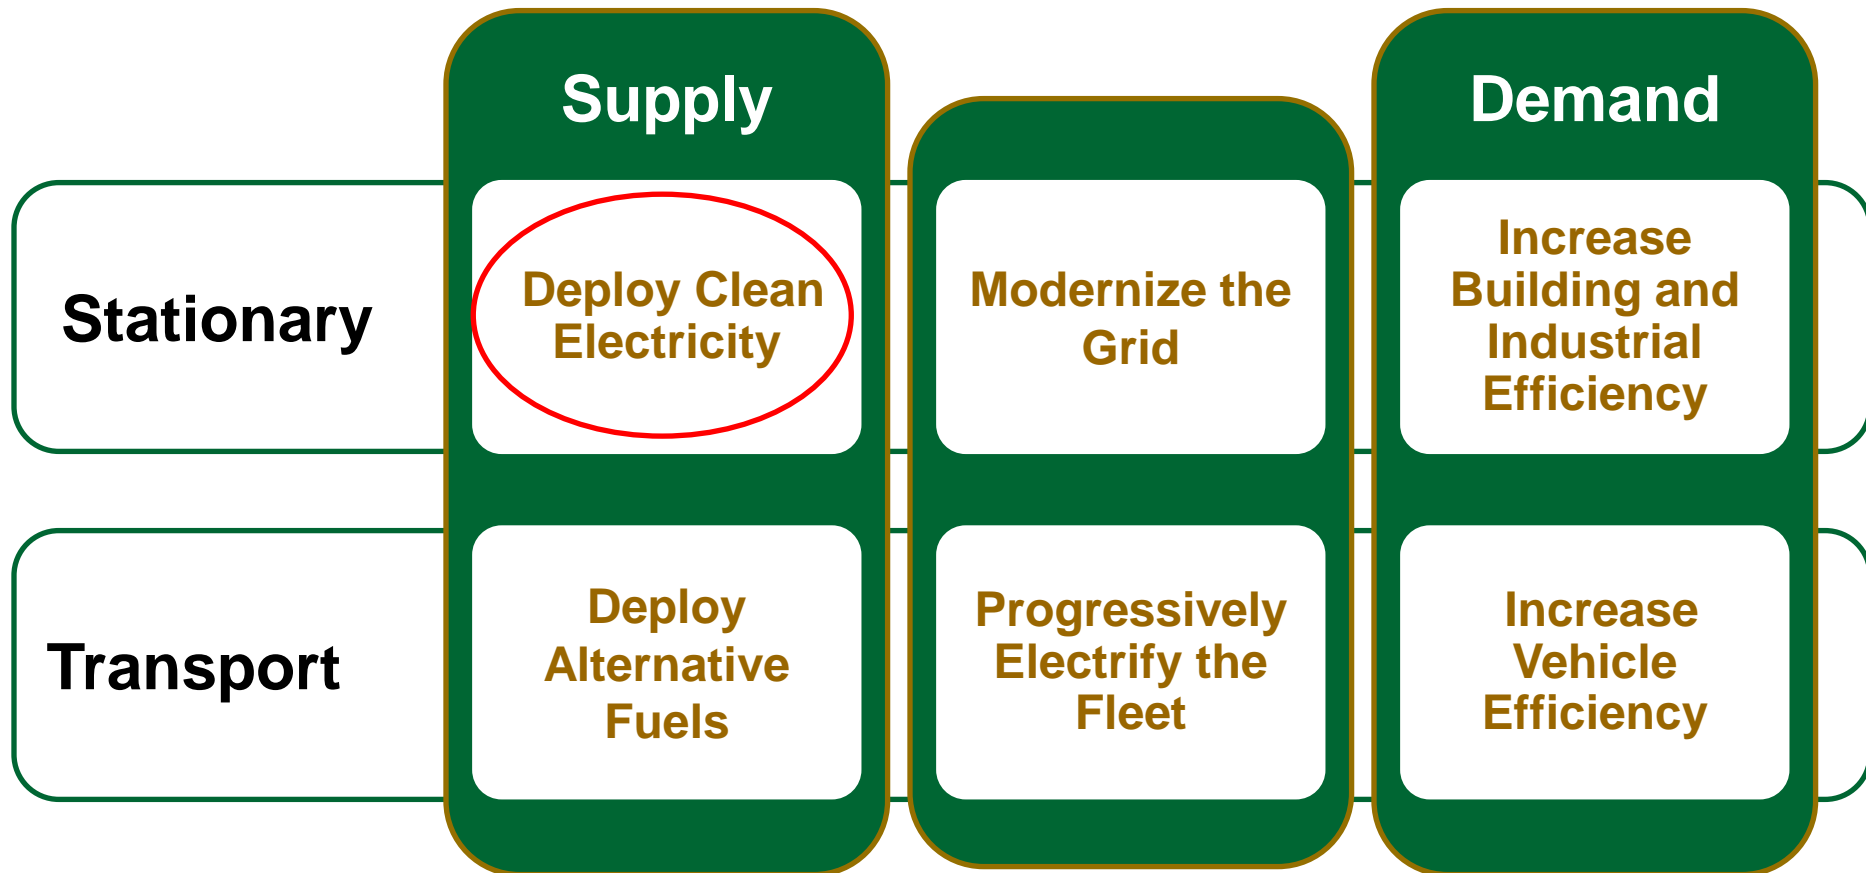 Supply
Demand
Stationary
Deploy Clean
Electricity
Modernize the
Grid
Increase
Building and
Industrial
Efficiency
Transport
Deploy
Alternative
Fuels
Progressively
Electrify the
Fleet
Increase
Vehicle
Efficiency